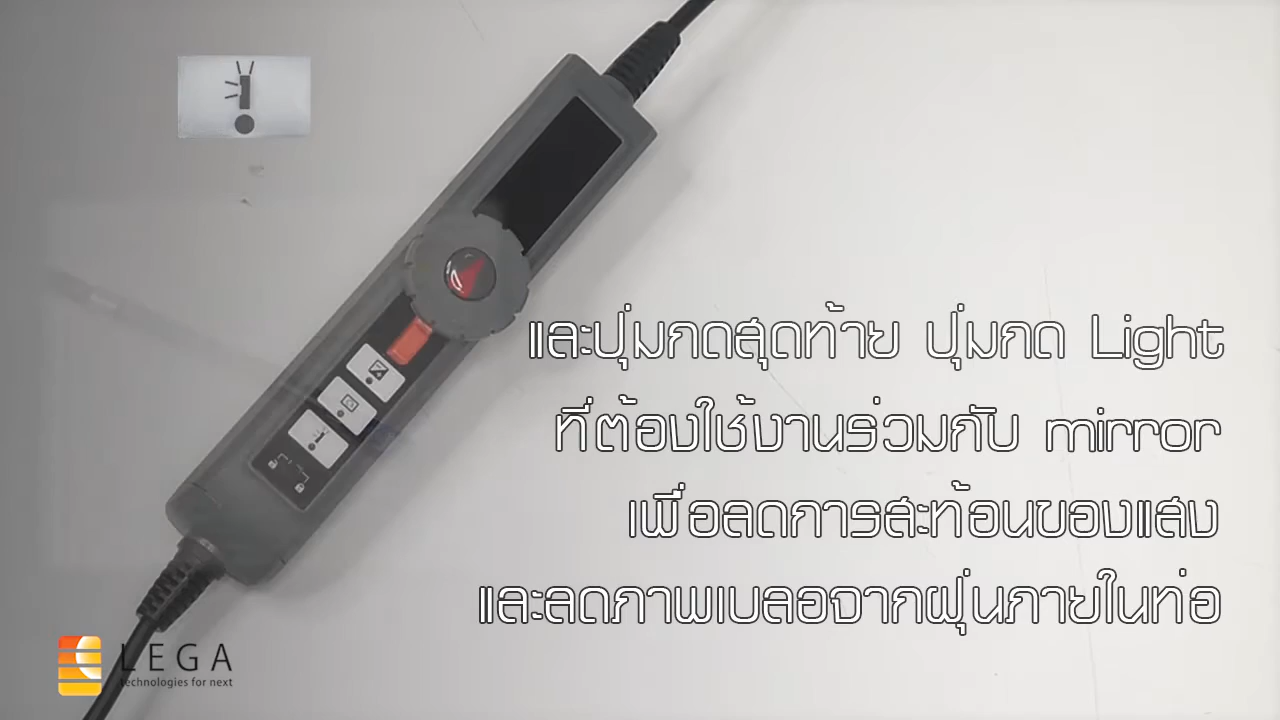 และปุ่มกดสุดท้าย ปุ่มกด Light
ที่ต้องใช้งานร่วมกับ mirror
เพื่อลดการสะท้อนของแสง
และลดภาพเบลอจากฝุ่นภายในท่อ
LEGA
technologies for next